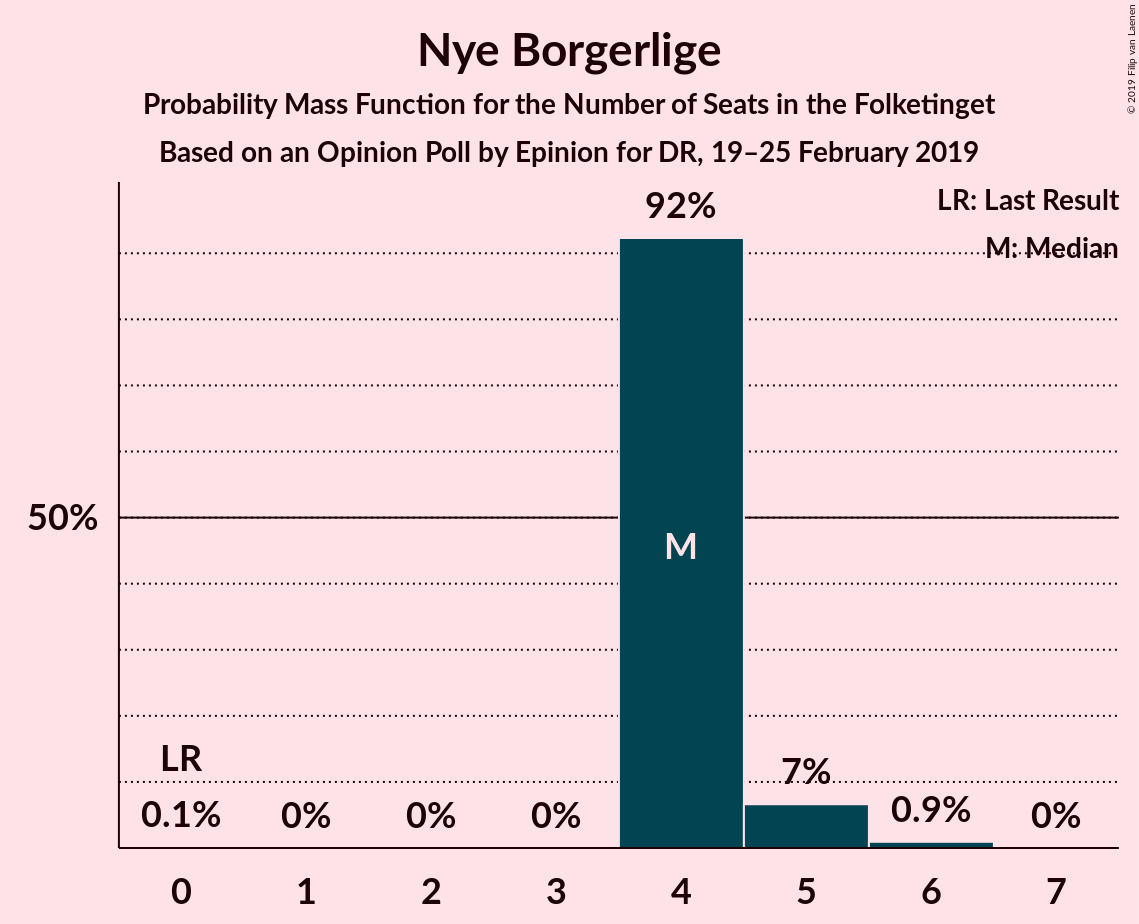 Nye Borgerlige
Probability Mass Function for the Number of Seats in the Folketinget
Based on an Opinion Poll by Epinion for DR, 19–25 February 2019
© 2019 Filip van Laenen
LR: Last Result
M: Median
92%
50%
M
LR
7%
0.1% 0% 0% 0% 0.9% 0%
0 1 2 3 4 5 6 7